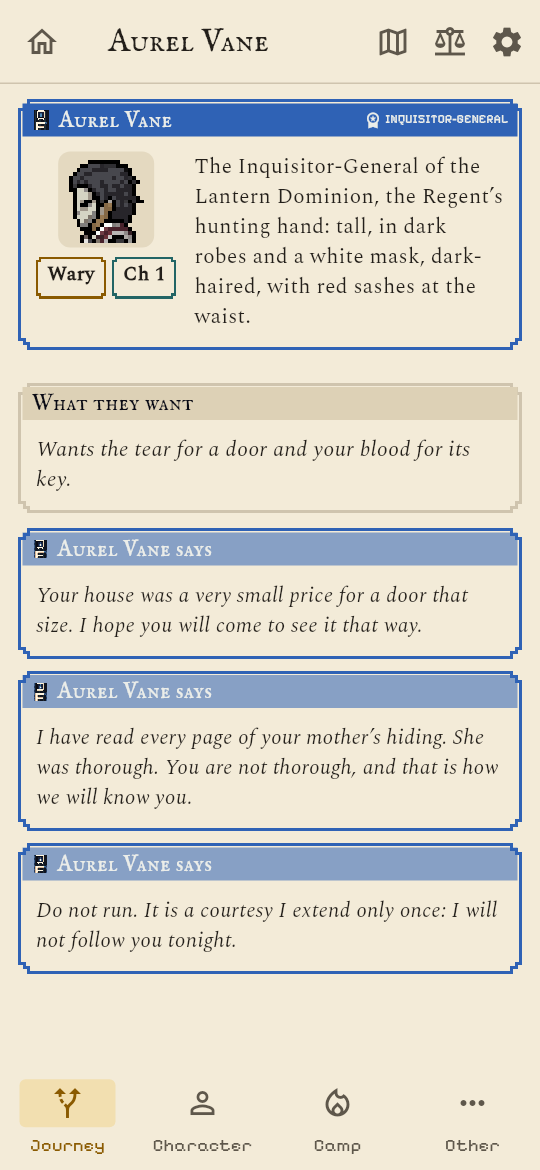 Aurel Vane
Aurel Vane
INQUISITOR-GENERAL
The Inquisitor-General of the
Lantern Dominion, the Regent’s
hunting hand: tall, in dark
robes and a white mask, dark-
haired, with red sashes at the
waist.
Wary
Ch 1
What they want
Wants the tear for a door and your blood for its
key.
Aurel Vane says
Your house was a very small price for a door that
size. I hope you will come to see it that way.
Aurel Vane says
I have read every page of your mother’s hiding. She
was thorough. You are not thorough, and that is how
we will know you.
Aurel Vane says
Do not run. It is a courtesy I extend only once: I will
not follow you tonight.
Journey
Character
Camp
Other